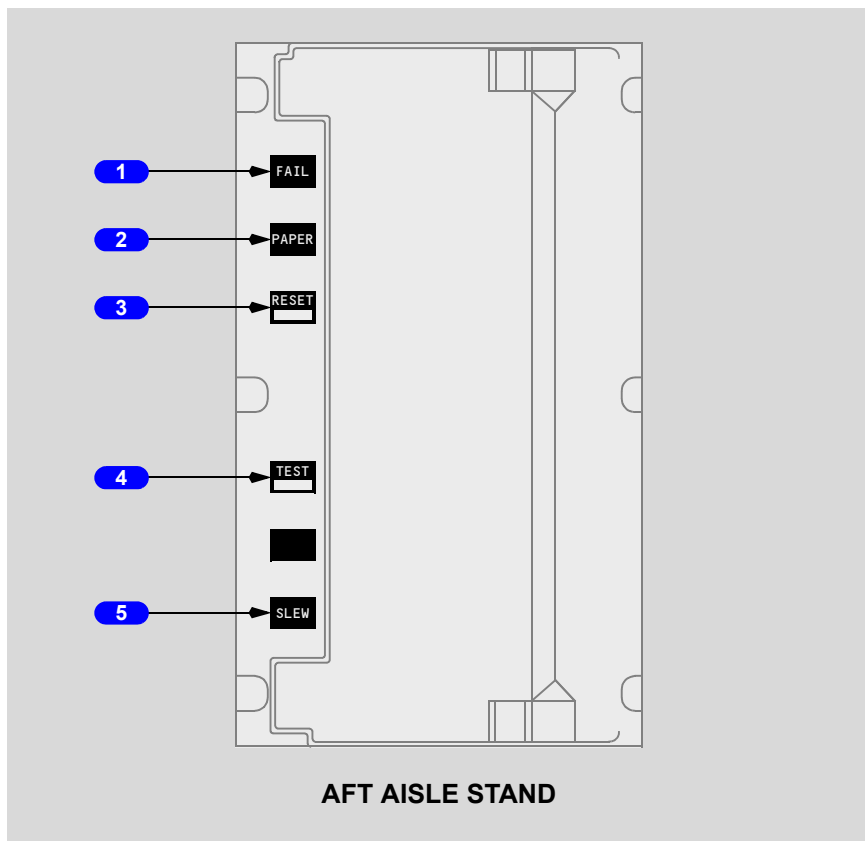 1 FAIL
2 PAPER
3 RESET
4 TEST
5 SLEW
AFT AISLE STAND